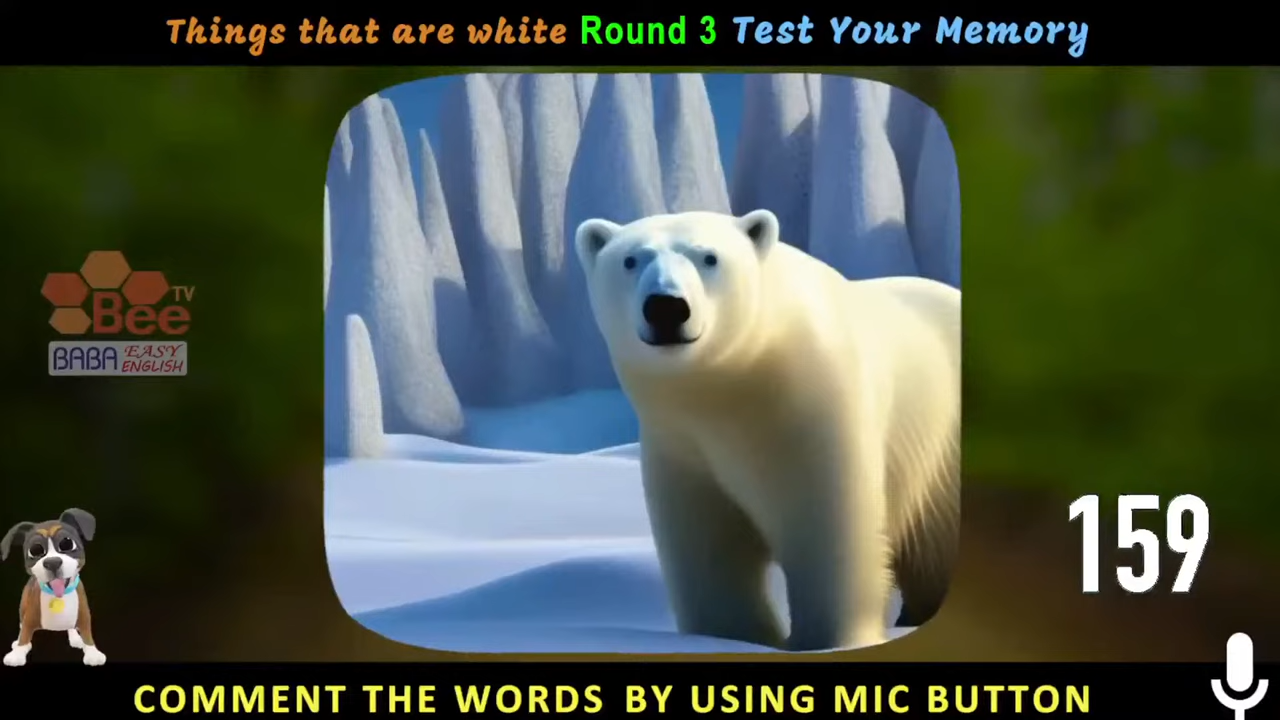 Things that are white Round 3 Test Your Memory
TV
Bee
BABA EASY ENGLISH
159
COMMENT THE WORDS BY USING MIC BUTTON